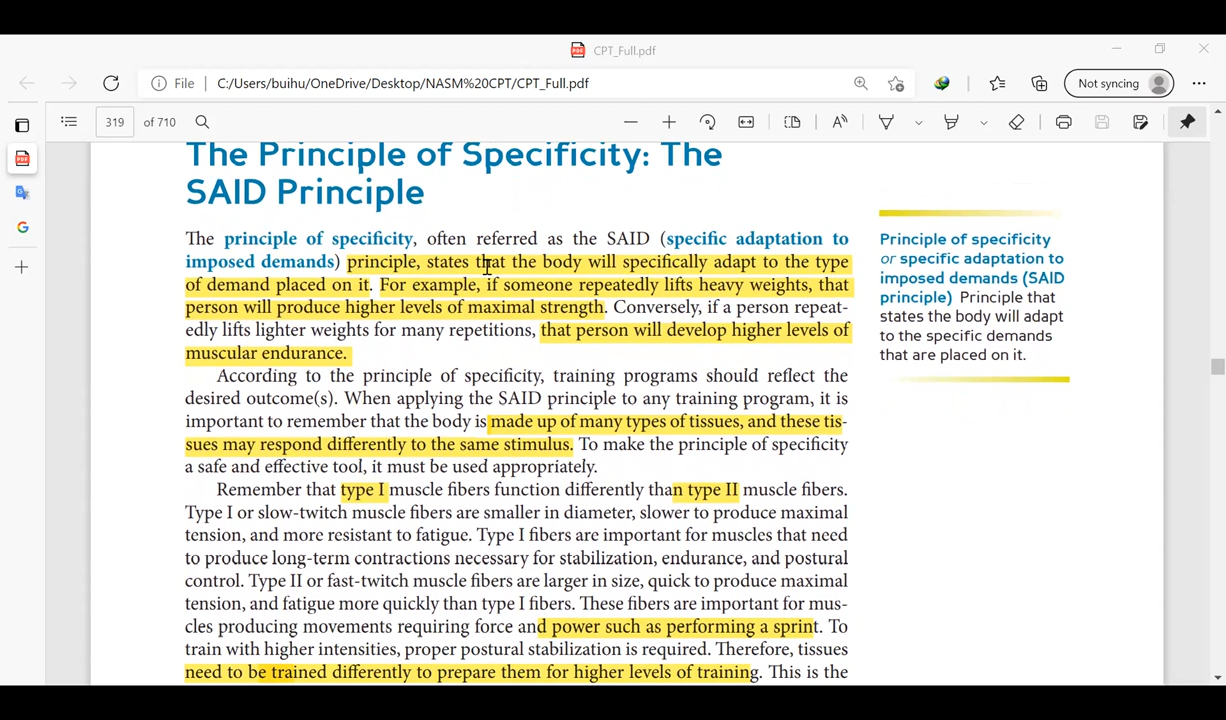 CPT_Full.pdf
File
C:/Users/buihu/OneDrive/Desktop/NASM%20CPT/CPT_Full.pdf
Not syncing
319 of 710
The Principle of Specificity: The
SAID Principle
The principle of specificity, often referred as the SAID (specific adaptation to
imposed demands) principle, states that the body will specifically adapt to the type
of demand placed on it. For example, if someone repeatedly lifts heavy weights, that
person will produce higher levels of maximal strength. Conversely, if a person repeat-
edly lifts lighter weights for many repetitions, that person will develop higher levels of
muscular endurance.
According to the principle of specificity, training programs should reflect the
desired outcome(s). When applying the SAID principle to any training program, it is
important to remember that the body is made up of many types of tissues, and these tis-
sues may respond differently to the same stimulus. To make the principle of specificity
a safe and effective tool, it must be used appropriately.
Remember that type I muscle fibers function differently than type II muscle fibers.
Type I or slow-twitch muscle fibers are smaller in diameter, slower to produce maximal
tension, and more resistant to fatigue. Type I fibers are important for muscles that need
to produce long-term contractions necessary for stabilization, endurance, and postural
control. Type II or fast-twitch muscle fibers are larger in size, quick to produce maximal
tension, and fatigue more quickly than type I fibers. These fibers are important for mus-
cles producing movements requiring force and power such as performing a sprint. To
train with higher intensities, proper postural stabilization is required. Therefore, tissues
need to be trained differently to prepare them for higher levels of training. This is the
Principle of specificity
or specific adaptation to
imposed demands (SAID
principle) Principle that
states the body will adapt
to the specific demands
that are placed on it.